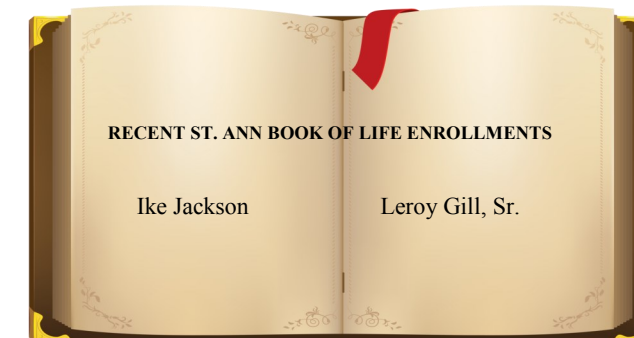 RECENT ST. ANN BOOK OF LIFE ENROLLMENTS
Ike Jackson Leroy Gill, Sr.